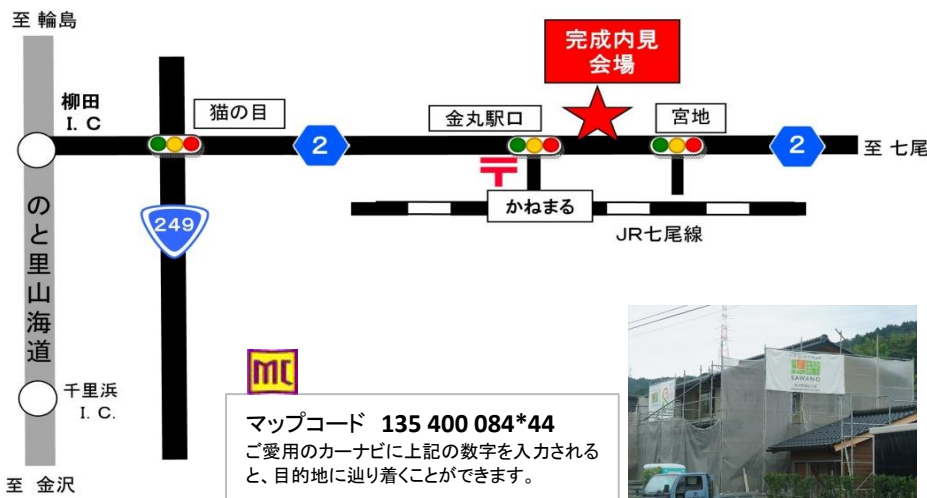 至 輪島
完成内見
会場
柳田
I. C
猫の目
金丸駅口
宮地
2
2
至 七尾
かねまる
249
JR七尾線
のと里山海道
千里浜
I. C.
至 金沢
mc
マップコード 135 400 084*44
ご愛用のカーナビに上記の数字を入力される
と、目的地に辿り着くことができます。
SAWANO